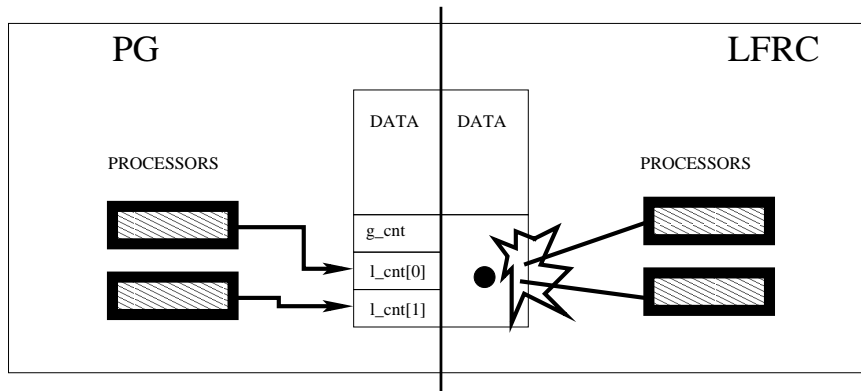 PG
LFRC
DATA
DATA
PROCESSORS
PROCESSORS
g_cnt
l_cnt[0]
l_cnt[1]